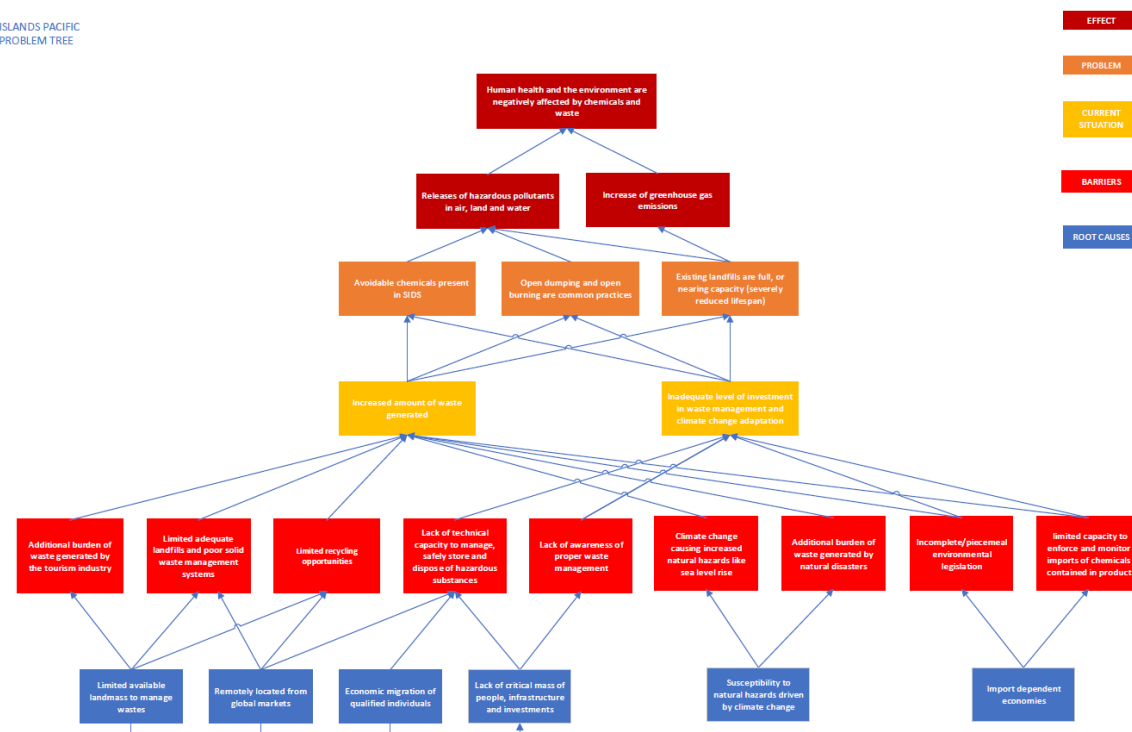 ISLANDS PACIFIC
PROBLEM TREE
EFFECT
PROBLEM
CURRENT
SITUATION
BARRIERS
ROOT CAUSES
Human health and the environment are
negatively affected by chemicals and
waste
Releases of hazardous pollutants
in air, land and water
Increase of greenhouse gas
emissions
Avoidable chemicals present
in SIDS
Open dumping and open
burning are common practices
Existing landfills are full, or
nearing capacity (severely
reduced lifespan)
Increased amount of waste
generated
Inadequate level of investment
in waste management and
climate change adaptation
Additional burden of
waste generated by
the tourism industry
Limited adequate
landfills and poor solid
waste management
systems
Limited recycling
opportunities
Lack of technical
capacity to manage,
safely store and
dispose of hazardous
substances
Lack of awareness of
proper waste
management
Climate change
causing increased
natural hazards like
sea level rise
Additional burden of
waste generated by
natural disasters
Incomplete/piecemeal
environmental
legislation
limited capacity to
enforce and monitor
imports of chemicals
contained in product
Limited available
landmass to manage
wastes
Remotely located from
global markets
Economic migration of
qualified individuals
Lack of critical mass of
people, infrastructure
and investments
Susceptibility to
natural hazards driven
by climate change
Import dependent
economies